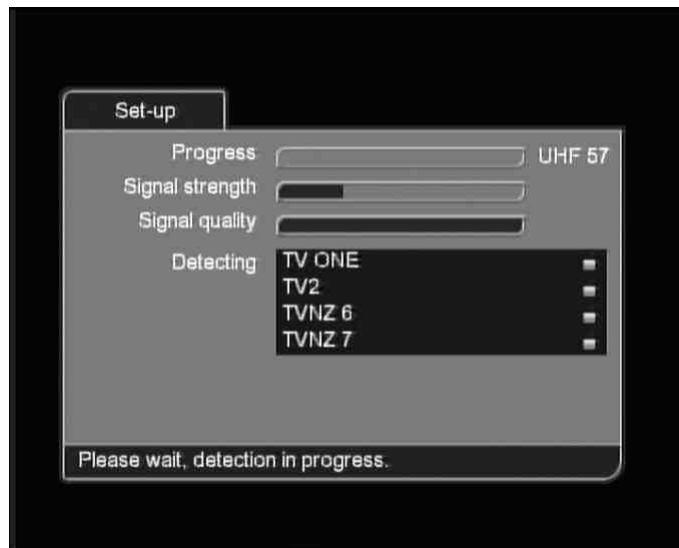 Set-up
Progress UHF 57
Signal strength
Signal quality
Detecting TV ONE
TV2
TVNZ 6
TVNZ 7
Please wait, detection in progress.